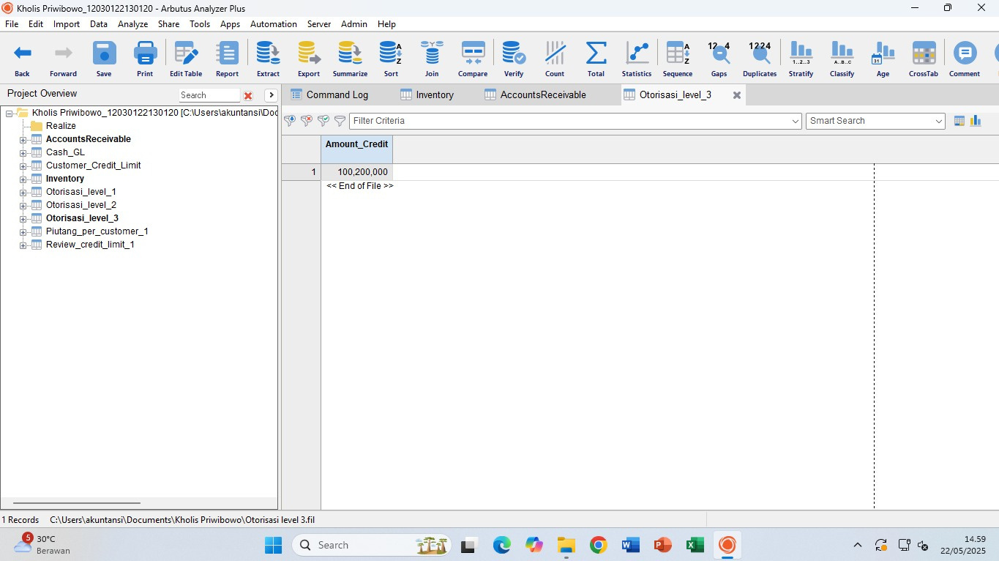 Kholis Priwibowo_12030122130120 - Arbutus Analyzer Plus
File Edit Import Data Analyze Share Tools Apps Automation Server Admin Help
Back Forward Save Print Edit Table Report Extract Export Summarize Sort Join Compare Verify Count Total Statistics Sequence Gaps Duplicates Stratify Classify Age CrossTab Comment
Project Overview
Search
Kholis Priwibowo_12030122130120 [C:\Users\akuntansi\Doc
Realize
AccountsReceivable
Cash_GL
Customer_Credit_Limit
Inventory
Otorisasi_level_1
Otorisasi_level_2
Otorisasi_level_3
Piutang_per_customer_1
Review_credit_limit_1
Command Log Inventory AccountsReceivable Otorisasi_level_3
Filter Criteria Smart Search
Amount_Credit
1 100,200,000
<< End of File >>
1 Records C:\Users\akuntansi\Documents\Kholis Priwibowo\Otorisasi level 3.fil
5 30°C
Berawan
Search
14.59
22/05/2025